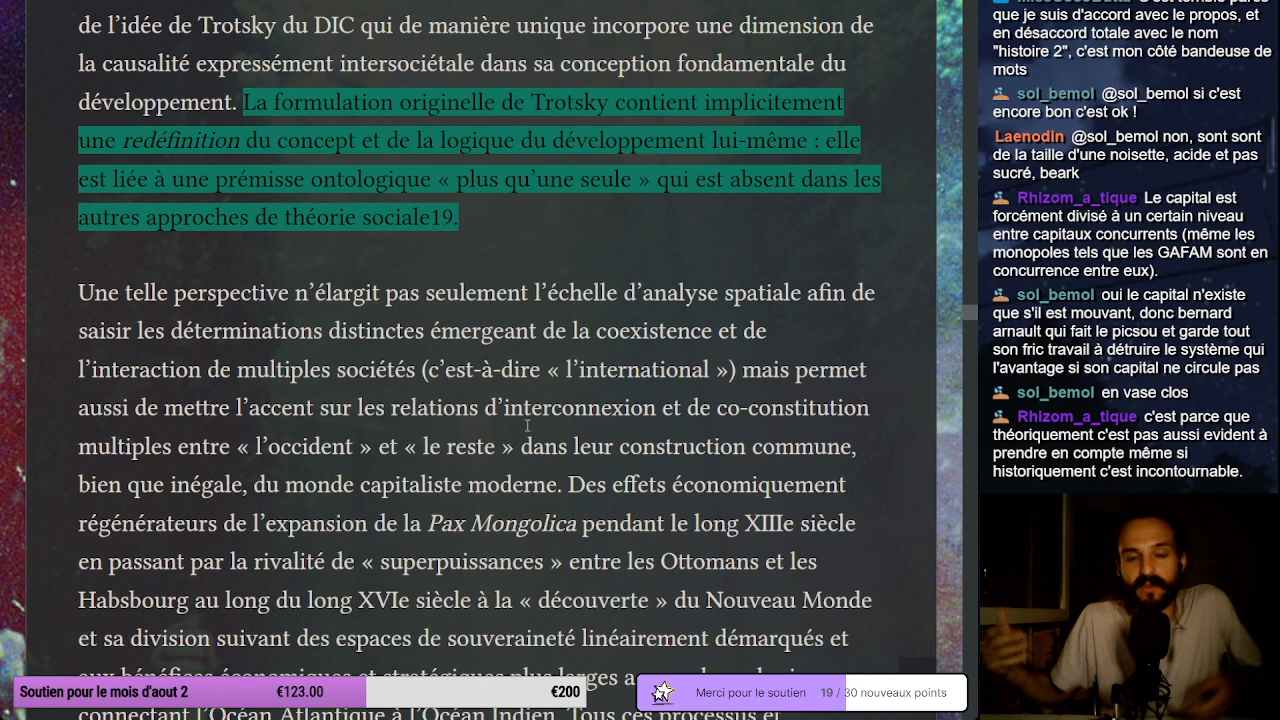 de l’idée de Trotsky du DIC qui de manière unique incorpore une dimension de
la causalité expressément intersociétale dans sa conception fondamentale du
développement. La formulation originelle de Trotsky contient implicitement
une redéfinition du concept et de la logique du développement lui-même : elle
est liée à une prémisse ontologique « plus qu’une seule » qui est absent dans les
autres approches de théorie sociale19.
Une telle perspective n’élargit pas seulement l’échelle d’analyse spatiale afin de
saisir les déterminations distinctes émergeant de la coexistence et de
l’interaction de multiples sociétés (c’est-à-dire « l’international ») mais permet
aussi de mettre l’accent sur les relations d’interconnexion et de co-constitution
multiples entre « l’occident » et « le reste » dans leur construction commune,
bien que inégale, du monde capitaliste moderne. Des effets économiquement
régénérateurs de l’expansion de la Pax Mongolica pendant le long XIIIe siècle
en passant par la rivalité de « superpuissances » entre les Ottomans et les
Habsbourg au long du long XVIe siècle à la « découverte » du Nouveau Monde
et sa division suivant des espaces de souveraineté linéairement démarqués et
aux bénéfices économiques et stratégiques plus larges
connectant l’Océan Atlantique à l’Océan Indien. Tous ces processus et
Soutien pour le mois d'aout 2 €123.00 €200
Merci pour le soutien 19 / 30 nouveaux points
que je suis d'accord avec le propos, et
en désaccord totale avec le nom
"histoire 2", c'est mon côté bandeuse de
mots
sol_bemol @sol_bemol si c'est
encore bon c'est ok !
Laenodin @sol_bemol non, sont sont
de la taille d'une noisette, acide et pas
sucré, beark
Rhizom_a_tique Le capital est
forcément divisé à un certain niveau
entre capitaux concurrents (même les
monopoles tels que les GAFAM sont en
concurrence entre eux).
sol_bemol oui le capital n'existe
que s'il est mouvant, donc bernard
arnault qui fait le picsou et garde tout
son fric travail à détruire le système qui
l'avantage si son capital ne circule pas
sol_bemol en vase clos
Rhizom_a_tique c'est parce que
théoriquement c'est pas aussi evident à
prendre en compte même si
historiquement c'est incontournable.